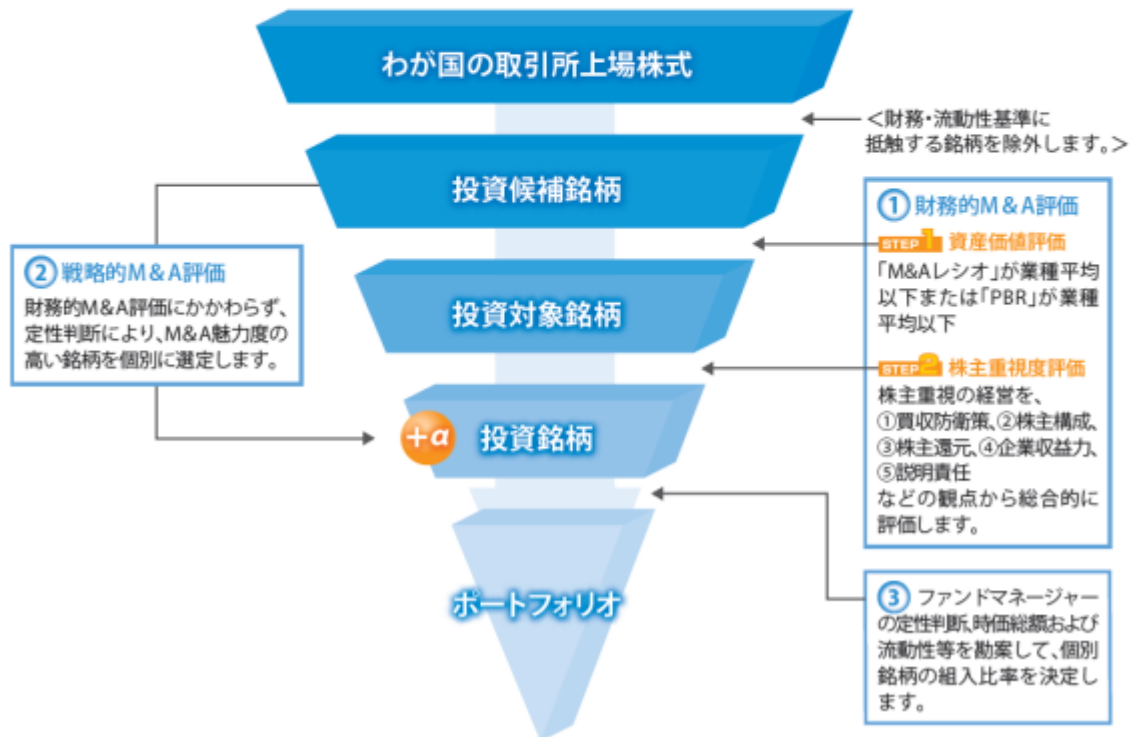 わが国の取引所上場株式
＜財務・流動性基準に
抵触する銘柄を除外します。＞
投資候補銘柄
① 財務的M＆A評価
STEP1 資産価値評価
「M&Aレシオ」が業種平均
以下または「PBR」が業種
平均以下
② 戦略的M＆A評価
財務的M&A評価にかかわらず、
定性判断により、M&A魅力度の
高い銘柄を個別に選定します。
投資対象銘柄
STEP2 株主重視度評価
株主重視の経営を、
①買収防衛策、②株主構成、
③株主還元、④企業収益力、
⑤説明責任
などの観点から総合的に
評価します。
+α 投資銘柄
ポートフォリオ
③ ファンドマネージャー
の定性判断、時価総額および
流動性等を勘案して、個別
銘柄の組入比率を決定し
ます。